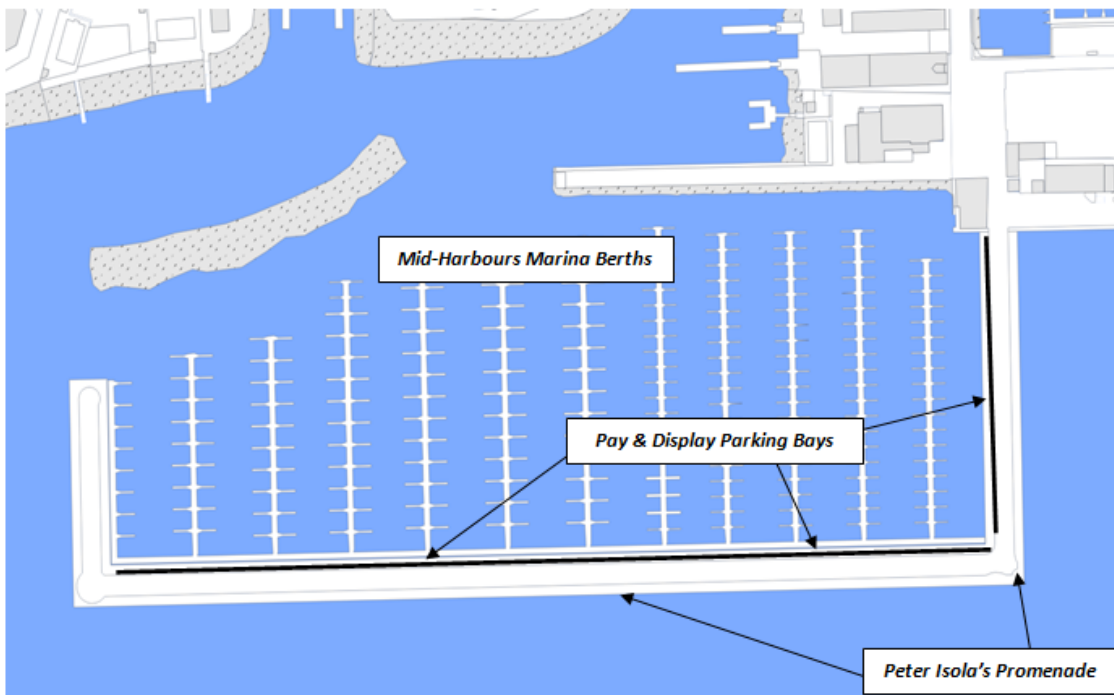 Mid-Harbours Marina Berths
Pay & Display Parking Bays
Peter Isola's Promenade